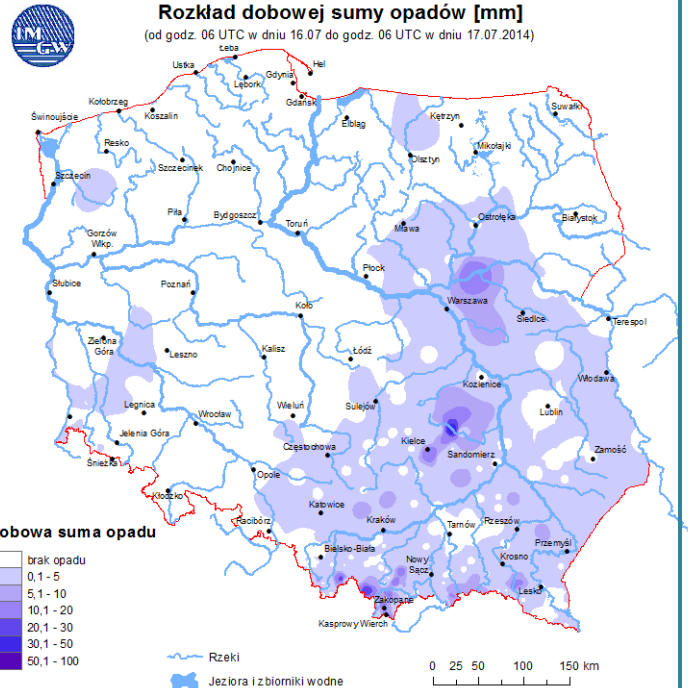 Rozkład dobowej sumy opadów [mm]
(od godz. 06 UTC w dniu 16.07 do godz. 06 UTC w dniu 17.07.2014)
IM
GW
Łeba
Ustka
Hel
Lębork
Gdynia
Gdańsk
Kołobrzeg
Koszalin
Świnoujście
Elbląg
Kętrzyn
Suwałki
Resko
Mikołajki
Szczecin
Szczecinek
Chojnice
Olsztyn
Piła
Bydgoszcz
Toruń
Mława
Ostrołęka
Białystok
Gorzów
Wlkp.
Płock
Słubice
Poznań
Koło
Warszawa
Siedlce
Terespol
Zielona
Góra
Leszno
Kalisz
Łódź
Kozienice
Włodawa
Legnica
Wrocław
Wieluń
Sulejów
Lublin
Jelenia Góra
Kielce
Częstochowa
Sandomierz
Zamość
Śnieżka
Opole
Kłodzko
Katowice
Racibórz
Kraków
Tarnów
Rzeszów
Przemyśl
Bielsko-Biała
Nowy
Sącz
Krosno
Lesko
Zakopane
Kasprowy Wierch
obowa suma opadu
brak opadu
0,1 - 5
5,1 - 10
10,1 - 20
20,1 - 30
30,1 - 50
50,1 - 100
Rzeki
Jeziora i zbiorniki wodne
0 25 50 100 150 km